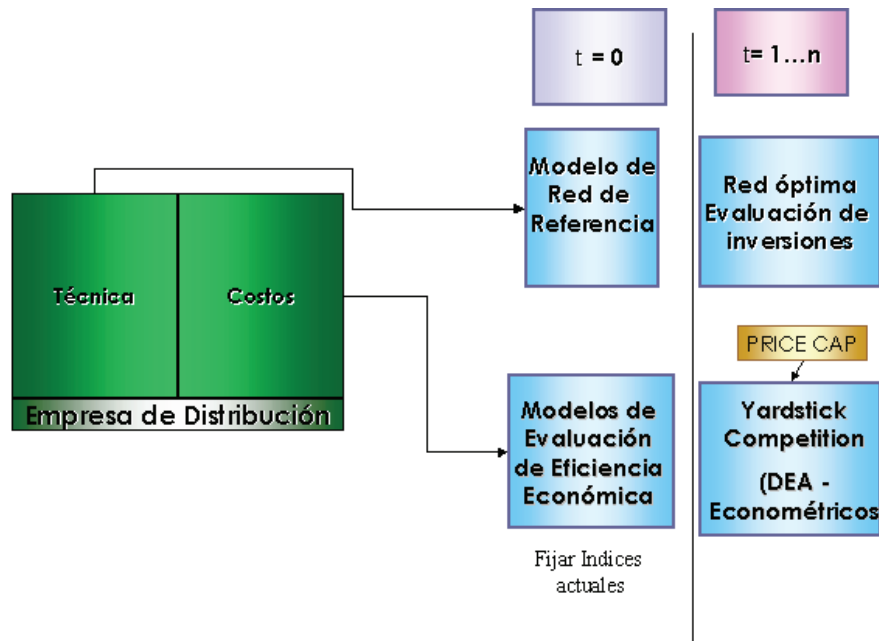 t = 0
t= 1...n
Modelo de
Red de
Referencia
Red óptima
Evaluación de
inversiones
Técnica
Costos
Empresa de Distribución
PRICE CAP
Modelos de
Evaluación
de Eficiencia
Económica
Yardstick
Competition
(DEA -
Econométricos
Fijar Indices
actuales